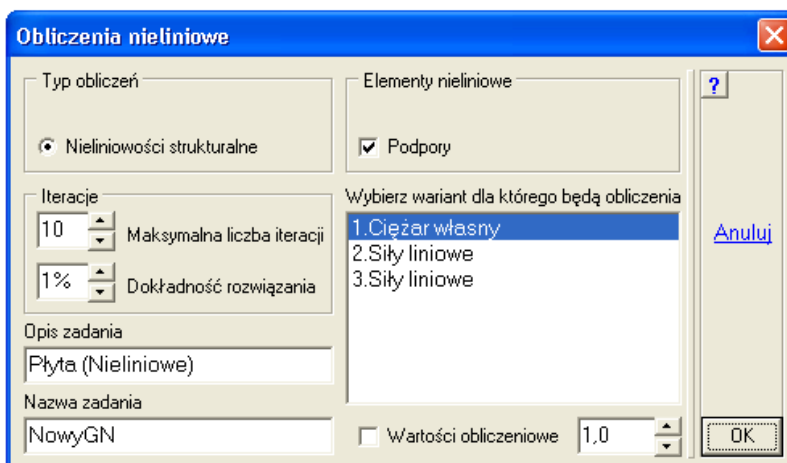 Obliczenia nieliniowe
Typ obliczeń
Nieliniowości strukturalne
Elementy nieliniowe
Podpory
?
Iteracje
10 Maksymalna liczba iteracji
1% Dokładność rozwiązania
Wybierz wariant dla którego będą obliczenia
1.Ciężar własny
2.Siły liniowe
3.Siły liniowe
Anuluj
Opis zadania
Płyta (Nieliniowe)
Nazwa zadania
NowyGN
Wartości obliczeniowe 1,0
OK